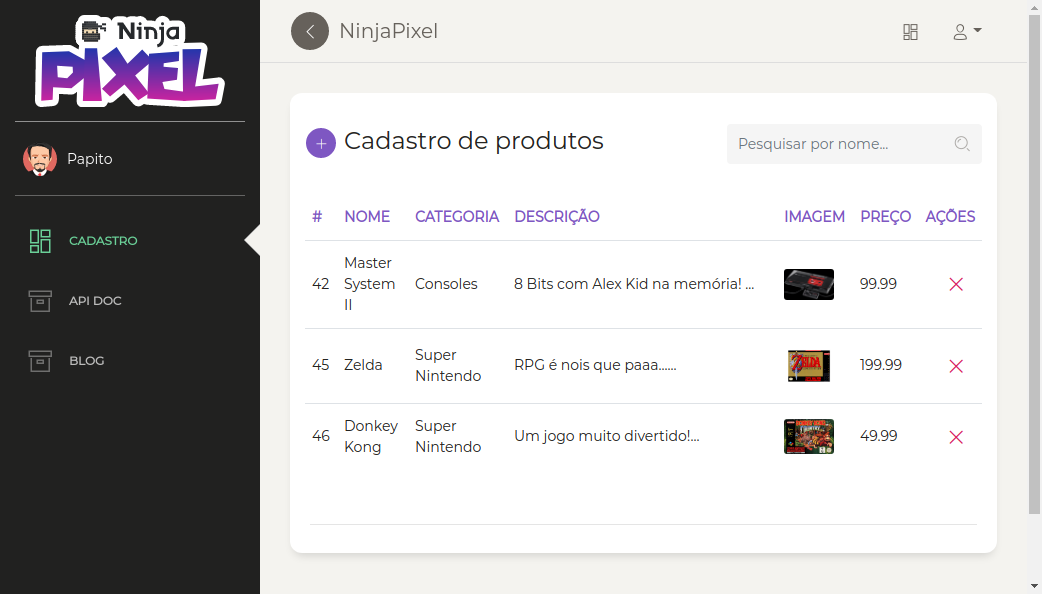 Ninja
PIXEL
NinjaPixel
Papito
CADASTRO
API DOC
BLOG
Cadastro de produtos
Pesquisar por nome...
# NOME CATEGORIA DESCRIÇÃO IMAGEM PREÇO AÇÕES
42 Master System II Consoles 8 Bits com Alex Kid na memória! ... 99.99
45 Zelda Super Nintendo RPG é nois que paaa...... ZELDA 199.99
46 Donkey Kong Super Nintendo Um jogo muito divertido!... 49.99